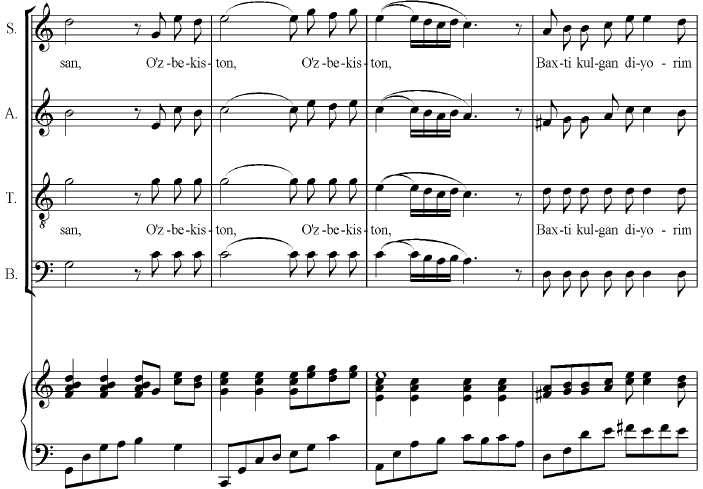 S.
san, O'z-be-kis-ton, O'z-be-kis-ton, Bax-ti kul-gan di-yo-rim
A.
T.
san, O'z-be-kis-ton, O'z-be-kis-ton, Bax-ti kul-gan di-yo-rim
B.